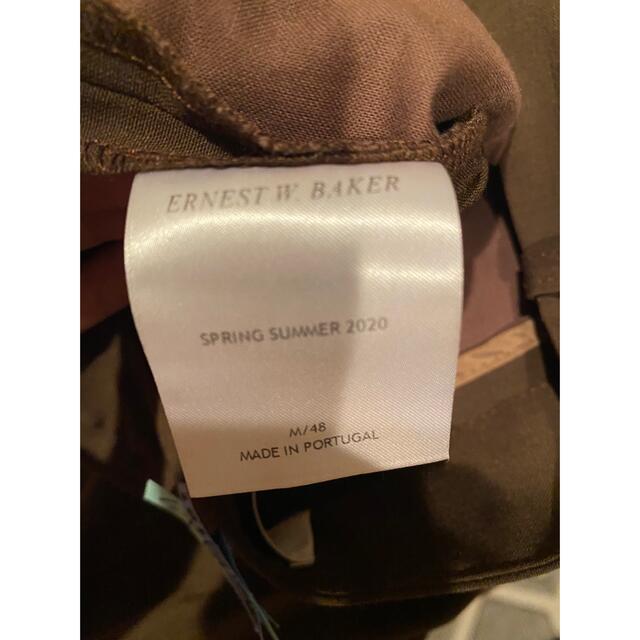 ERNEST W. BAKER
SPRING SUMMER 2020
M/48
MADE IN PORTUGAL